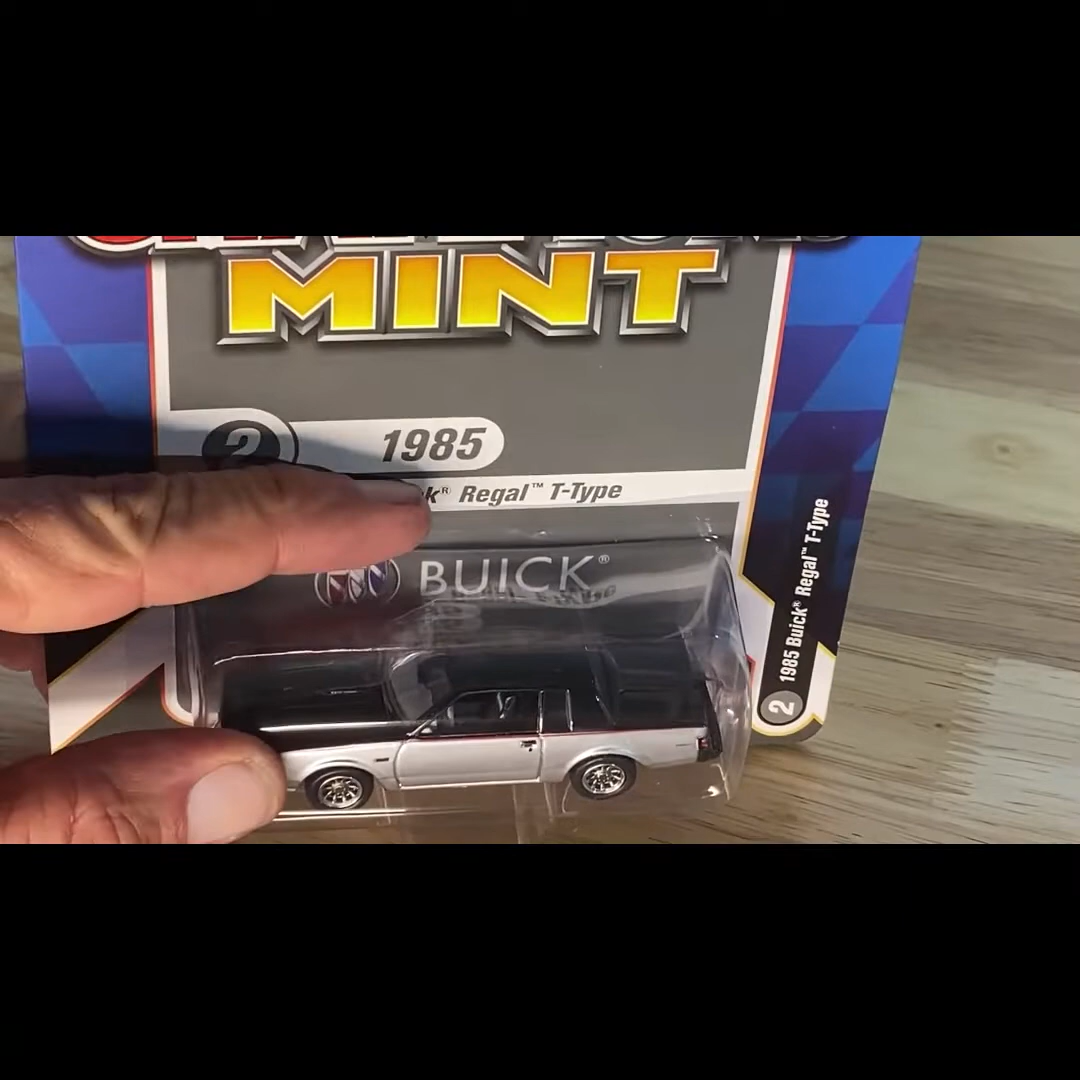 MINT
2
1985
Regal™ T-Type
BUICK®
2 1985 Buick® Regal™ T-Type